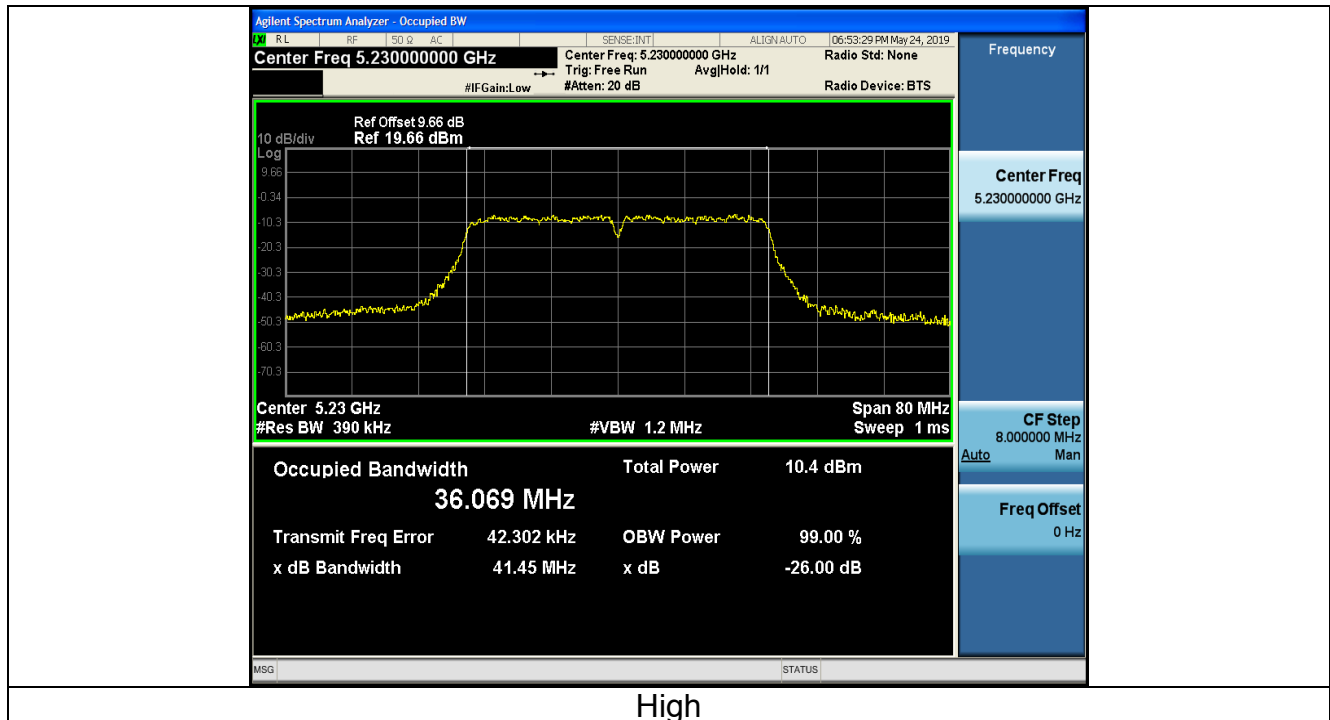 Agilent Spectrum Analyzer - Occupied BW
LXI RL RF 50 Ω AC SENSE:INT ALIGN AUTO 06:53:29 PM May 24, 2019
Center Freq 5.230000000 GHz
Center Freq: 5.230000000 GHz
Radio Std: None
Trig: Free Run Avg|Hold: 1/1
#IFGain:Low
#Atten: 20 dB
Radio Device: BTS
Ref Offset 9.66 dB
10 dB/div Ref 19.66 dBm
Log
9.66
-0.34
-10.3
-20.3
-30.3
-40.3
-50.3
-60.3
-70.3
Center 5.23 GHz Span 80 MHz
#Res BW 390 kHz #VBW 1.2 MHz Sweep 1 ms
Occupied Bandwidth Total Power 10.4 dBm
36.069 MHz
Transmit Freq Error 42.302 kHz OBW Power 99.00 %
x dB Bandwidth 41.45 MHz x dB -26.00 dB
MSG STATUS
Frequency
Center Freq
5.230000000 GHz
CF Step
8.000000 MHz
Auto Man
Freq Offset
0 Hz
High